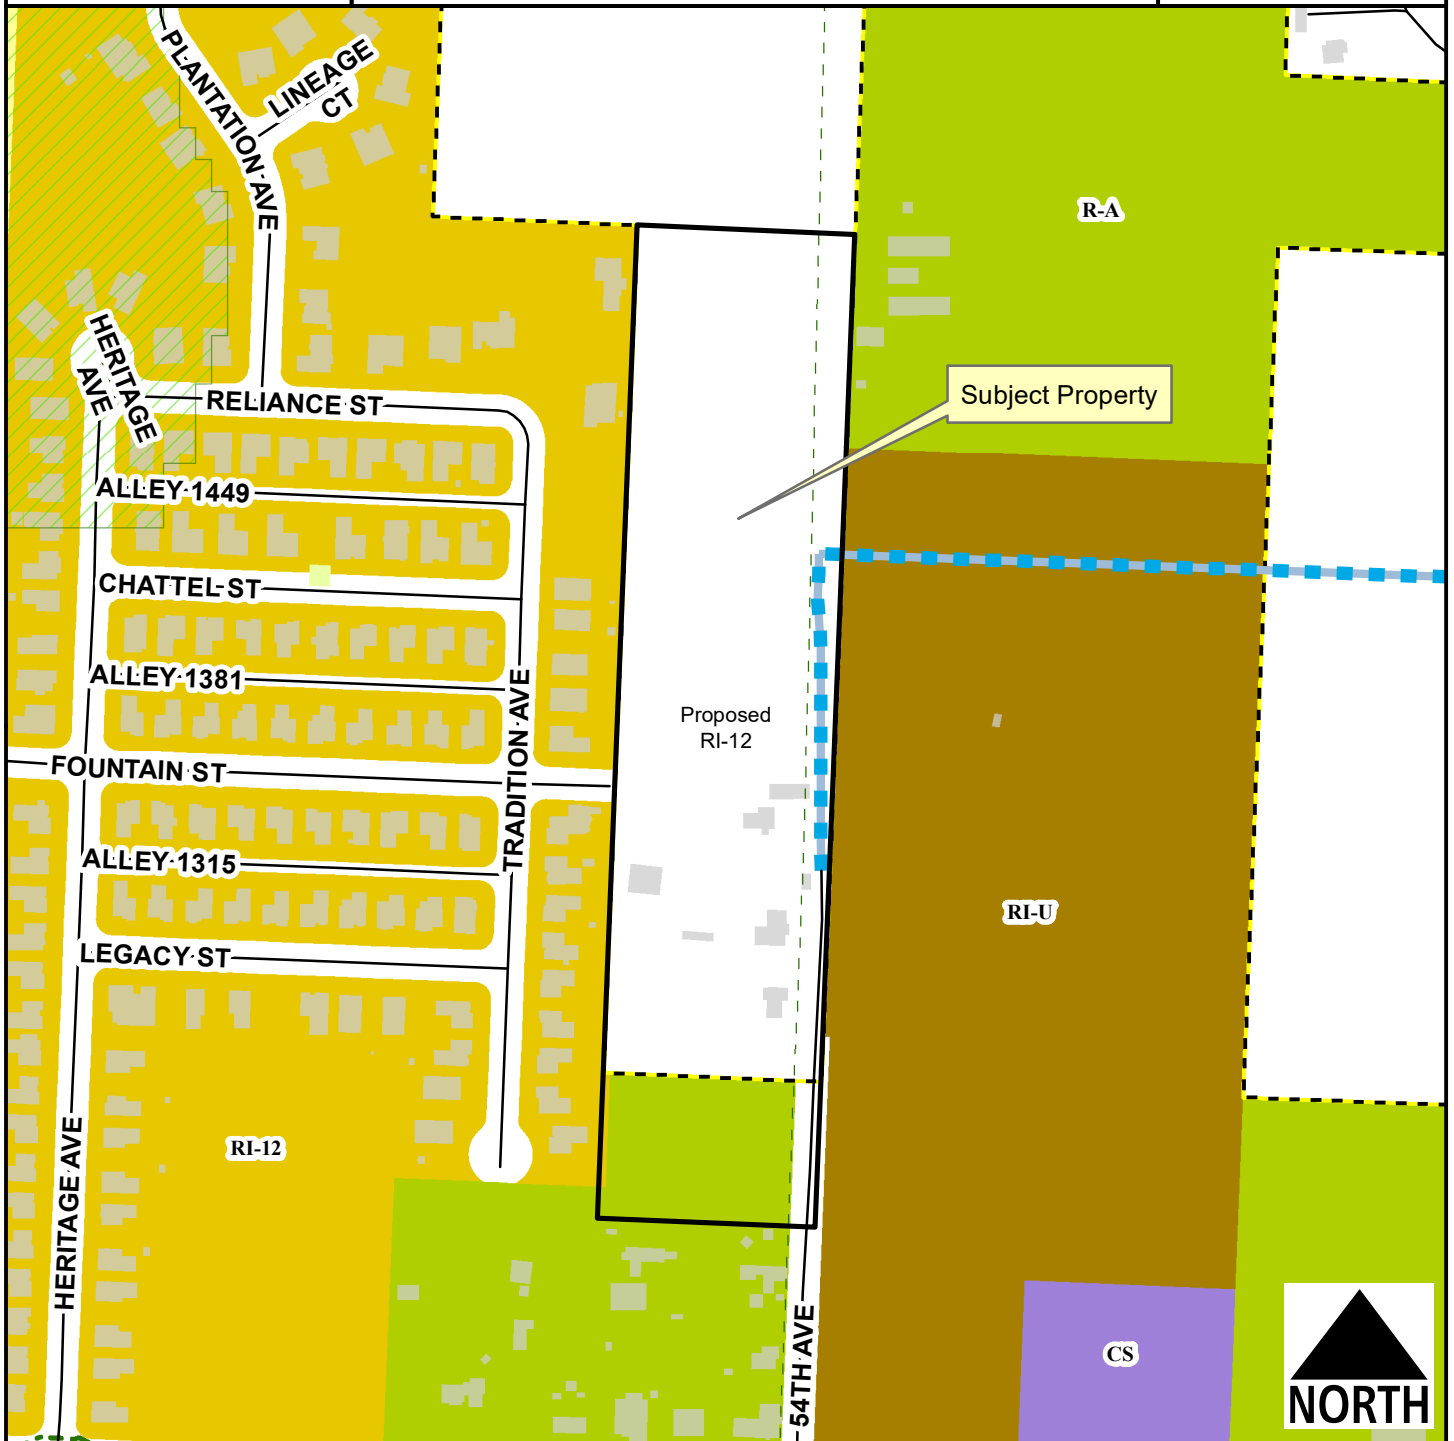 PLANTATION AVE
LINEAGE
CT
R-A
HERITAGE
AVE
RELIANCE ST
Subject Property
ALLEY 1449
CHATTEL ST
ALLEY 1381
TRADITION AVE
Proposed
RI-12
FOUNTAIN ST
ALLEY 1315
RI-U
LEGACY ST
HERITAGE AVE
RI-12
54TH AVE
CS
NORTH